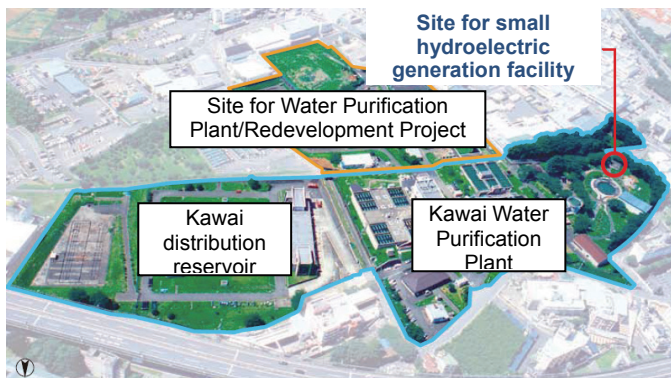 Site for small
hydroelectric
generation facility
Site for Water Purification
Plant/Redevelopment Project
Kawai
distribution
reservoir
Kawai Water
Purification
Plant